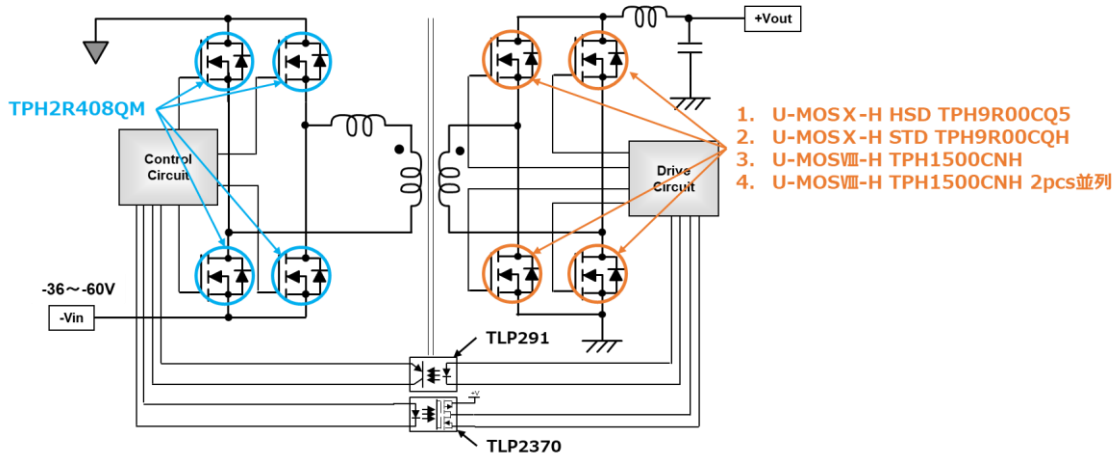 +Vout
TPH2R408QM
Control
Circuit
Drive
Circuit
1. U-MOSⅩ-H HSD TPH9R00CQ5
2. U-MOSⅩ-H STD TPH9R00CQH
3. U-MOSⅧ-H TPH1500CNH
4. U-MOSⅧ-H TPH1500CNH 2pcs並列
-36～-60V
-Vin
TLP291
+V
TLP2370